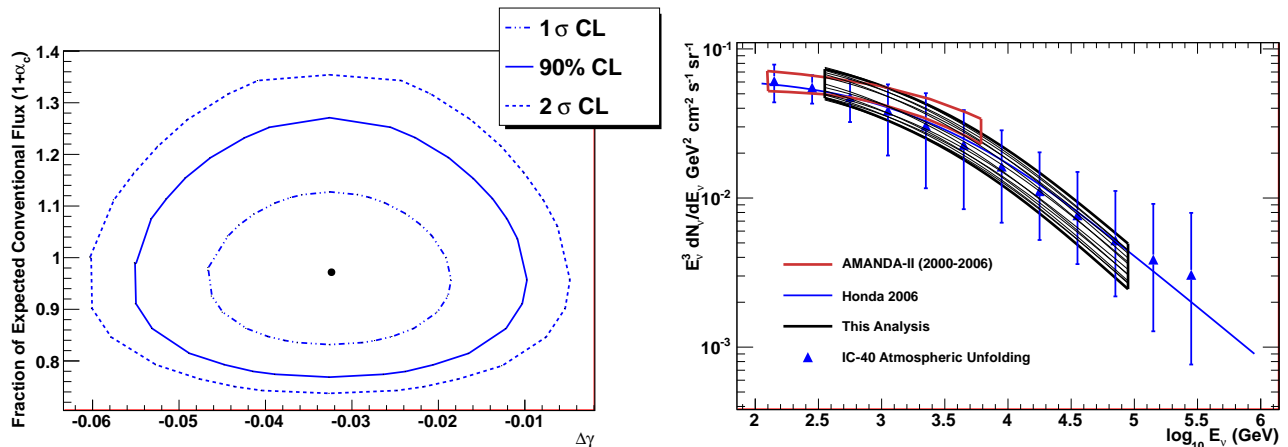 1 σ CL
90% CL
2 σ CL
Fraction of Expected Conventional Flux (1+α_c)
1.4
1.3
1.2
1.1
1
0.9
0.8
-0.06
-0.05
-0.04
-0.03
-0.02
-0.01
Δγ
E_ν^3 dN_ν/dE_ν GeV^2 cm^-2 s^-1 sr^-1
10^-1
10^-2
10^-3
AMANDA-II (2000-2006)
Honda 2006
This Analysis
IC-40 Atmospheric Unfolding
2
2.5
3
3.5
4
4.5
5
5.5
6
log_10 E_ν (GeV)